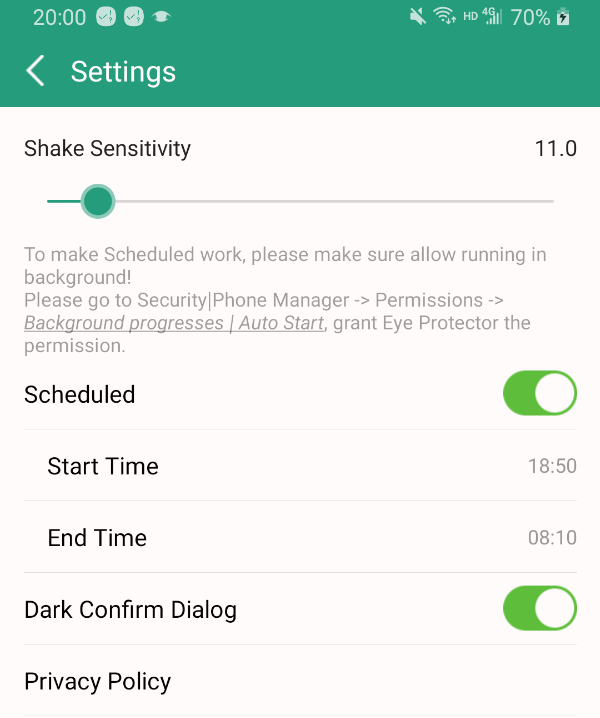 20:00 HD 4G 70%
Settings
Shake Sensitivity 11.0
To make Scheduled work, please make sure allow running in
background!
Please go to Security|Phone Manager -> Permissions ->
Background progresses | Auto Start, grant Eye Protector the
permission.
Scheduled
Start Time 18:50
End Time 08:10
Dark Confirm Dialog
Privacy Policy